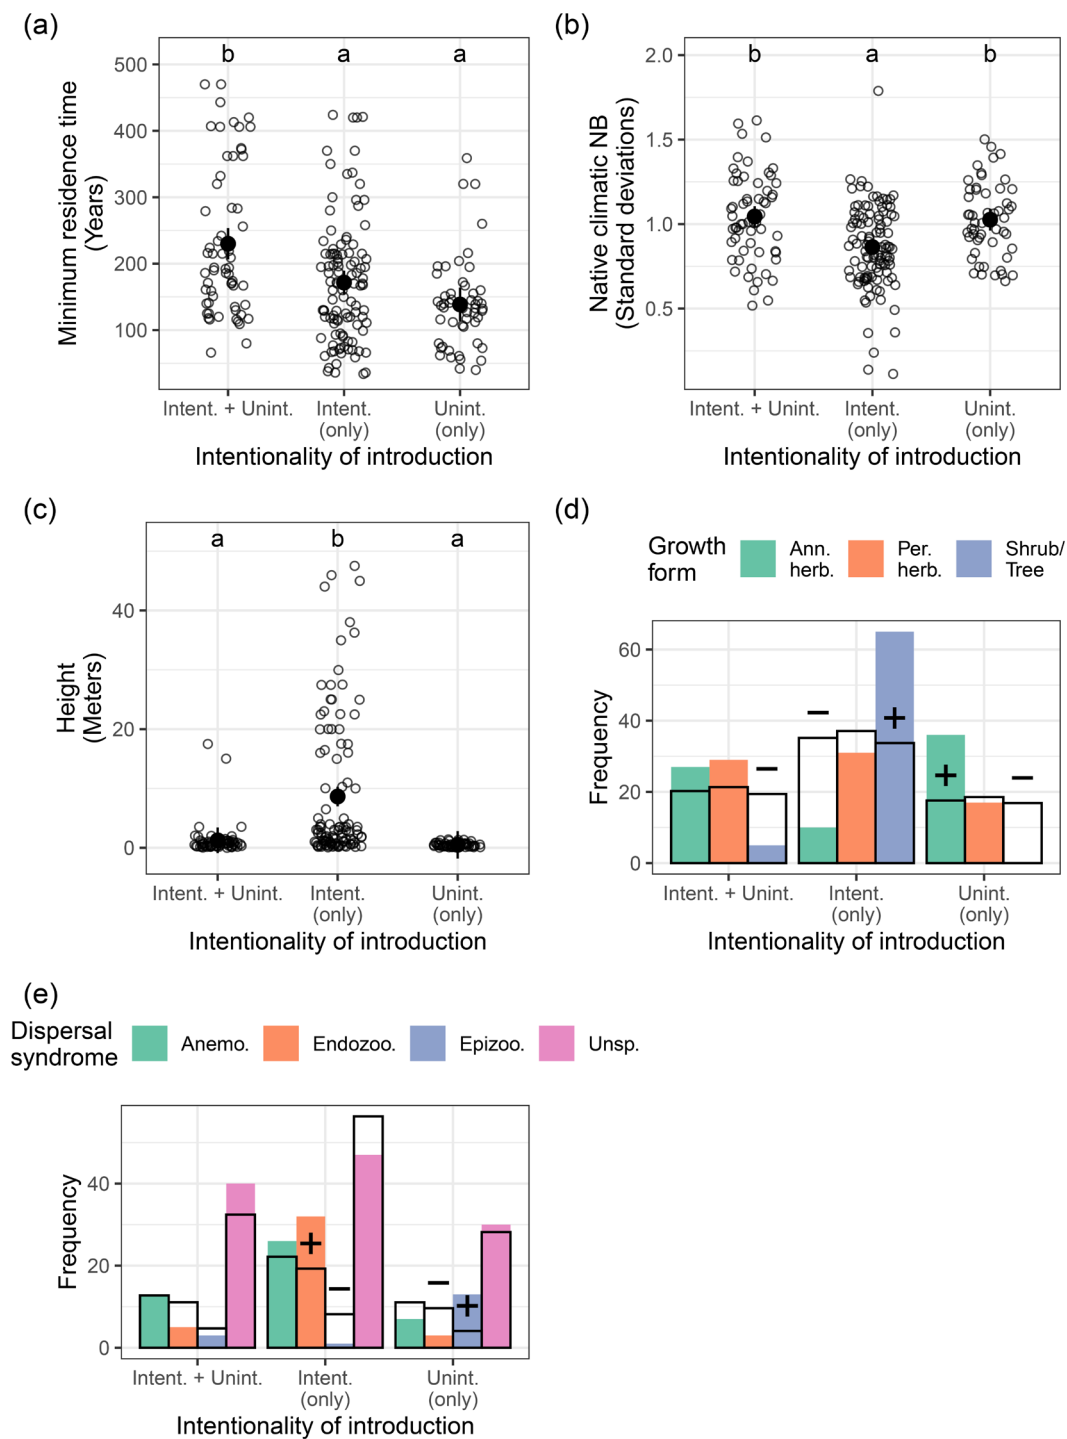 (a)
b a a
500
400
300
200
100
Minimum residence time
(Years)
Intent. + Unint. Intent.
(only) Unint.
(only)
Intentionality of introduction
(b)
b a b
2.0
1.5
1.0
0.5
Native climatic NB
(Standard deviations)
Intent. + Unint. Intent.
(only) Unint.
(only)
Intentionality of introduction
(c)
a b a
40
20
0
Height
(Meters)
Intent. + Unint. Intent.
(only) Unint.
(only)
Intentionality of introduction
(d)
Growth
form
Ann.
herb.
Per.
herb.
Shrub/
Tree
60
40
20
0
Frequency
− − + + −
Intent. + Unint. Intent.
(only) Unint.
(only)
Intentionality of introduction
(e)
Dispersal
syndrome
Anemo. Endozoo. Epizoo. Unsp.
40
20
0
Frequency
+ − − +
Intent. + Unint. Intent.
(only) Unint.
(only)
Intentionality of introduction